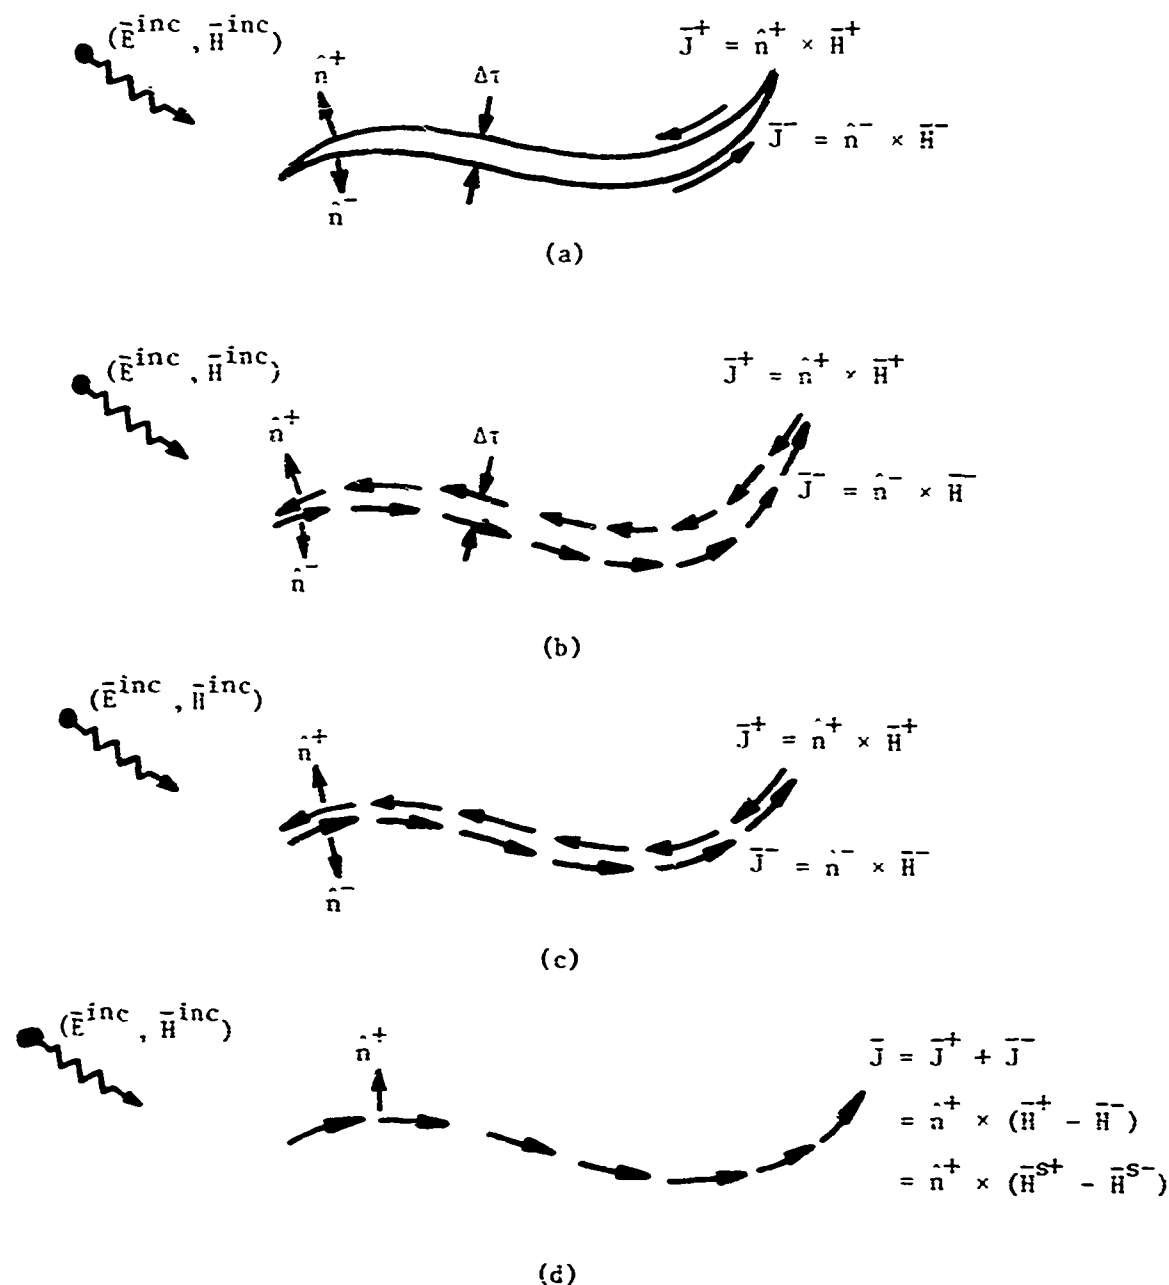 (E̅^inc , H̅^inc)
J̅⁺ = n̂⁺ × H̅⁺
n̂⁺
Δτ
J̅⁻ = n̂⁻ × H̅⁻
n̂⁻
(a)
(E̅^inc , H̅^inc)
J̅⁺ = n̂⁺ × H̅⁺
n̂⁺
Δτ
J̅⁻ = n̂⁻ × H̅⁻
n̂⁻
(b)
(E̅^inc , H̅^inc)
J̅⁺ = n̂⁺ × H̅⁺
n̂⁺
J̅⁻ = n̂⁻ × H̅⁻
n̂⁻
(c)
(E̅^inc , H̅^inc)
n̂⁺
J̅ = J̅⁺ + J̅⁻
= n̂⁺ × (H̅⁺ − H̅⁻)
= n̂⁺ × (H̅^S+ − H̅^S−)
(d)